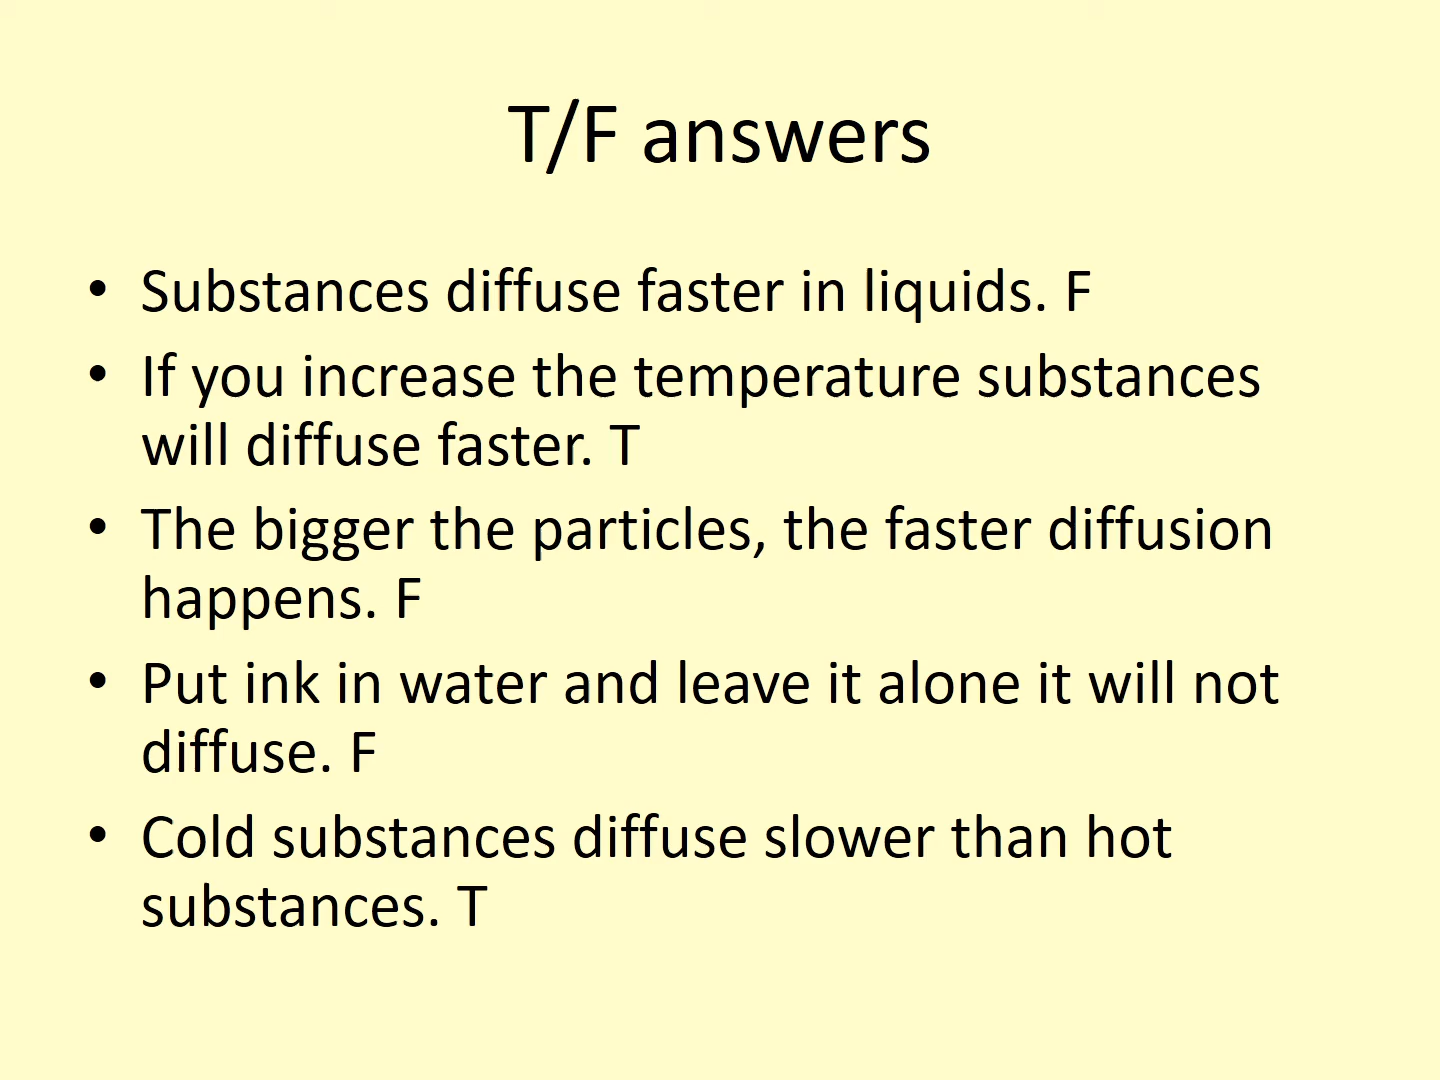 T/F answers
• Substances diffuse faster in liquids. F
• If you increase the temperature substances
will diffuse faster. T
• The bigger the particles, the faster diffusion
happens. F
• Put ink in water and leave it alone it will not
diffuse. F
• Cold substances diffuse slower than hot
substances. T